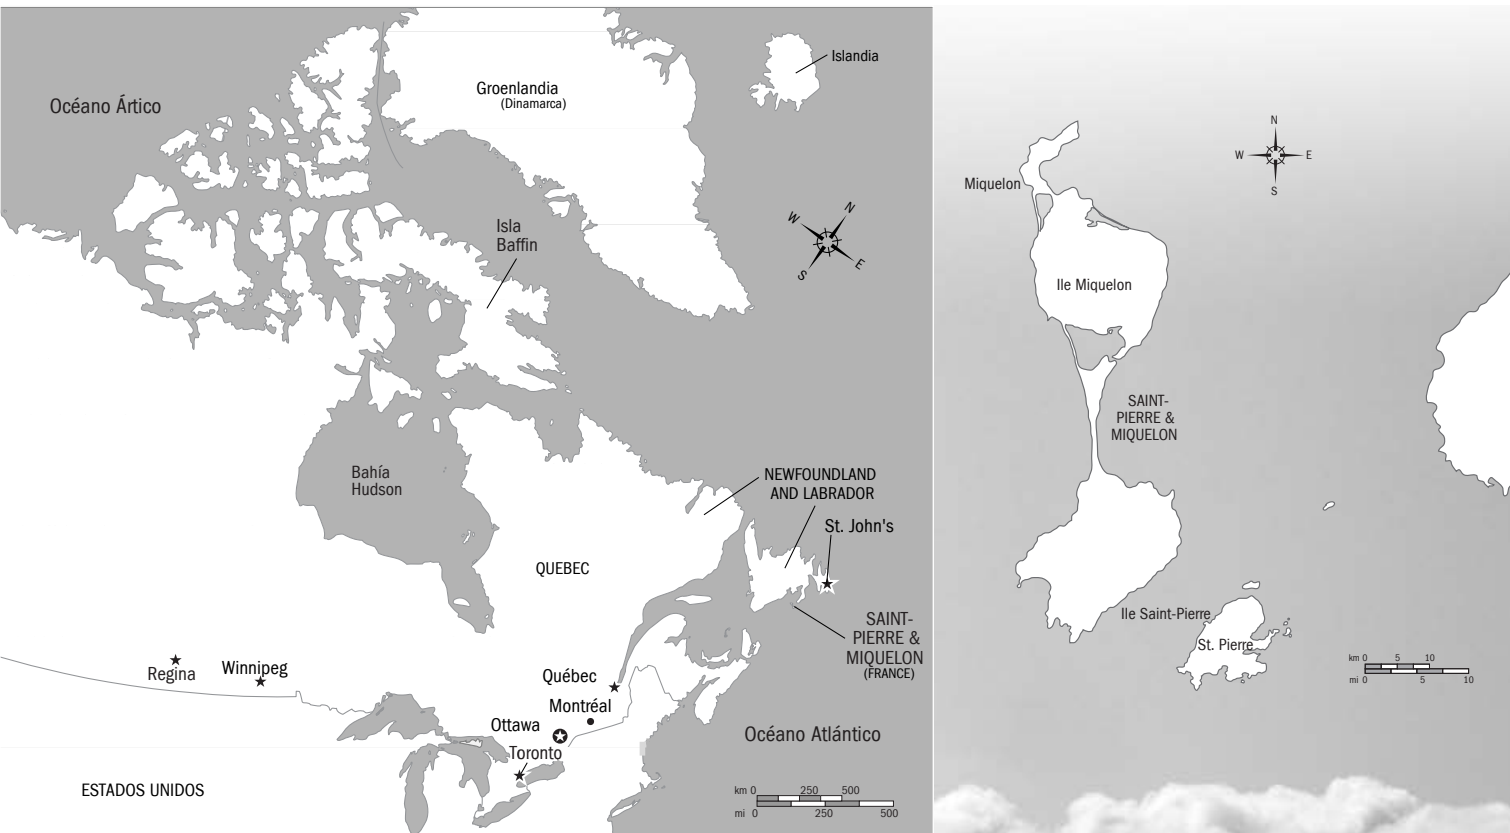 Océano Ártico
Groenlandia
(Dinamarca)
Islandia
Isla
Baffin
N
W
E
S
Bahía
Hudson
NEWFOUNDLAND
AND LABRADOR
St. John's
QUEBEC
SAINT-
PIERRE &
MIQUELON
(FRANCE)
Regina
Winnipeg
Québec
Montréal
Ottawa
Toronto
Océano Atlántico
ESTADOS UNIDOS
km 0 250 500
mi 0 250 500
N
W E
S
Miquelon
Ile Miquelon
SAINT-
PIERRE &
MIQUELON
Ile Saint-Pierre
St. Pierre
km 0 5 10
mi 0 5 10